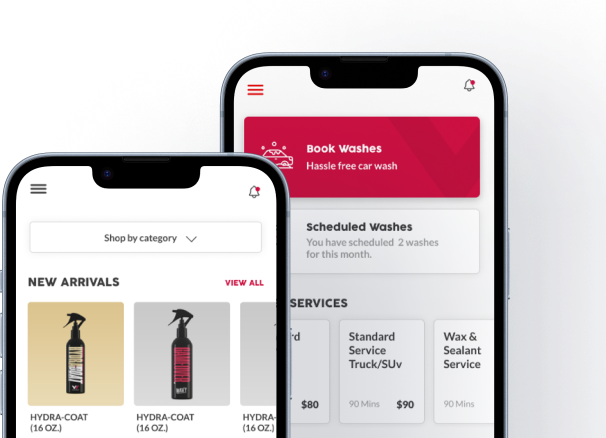 Book Washes
Hassle free car wash
Scheduled Washes
You have scheduled 2 washes
for this month.
SERVICES
Standard
Service
Truck/SUv
90 Mins $90
$80
Wax &
Sealant
Service
90 Mins
Shop by category
NEW ARRIVALS
VIEW ALL
HYDRA-COAT
(16 OZ.)
HYDRA-COAT
(16 OZ.)
HYDRA-
(16 OZ.)